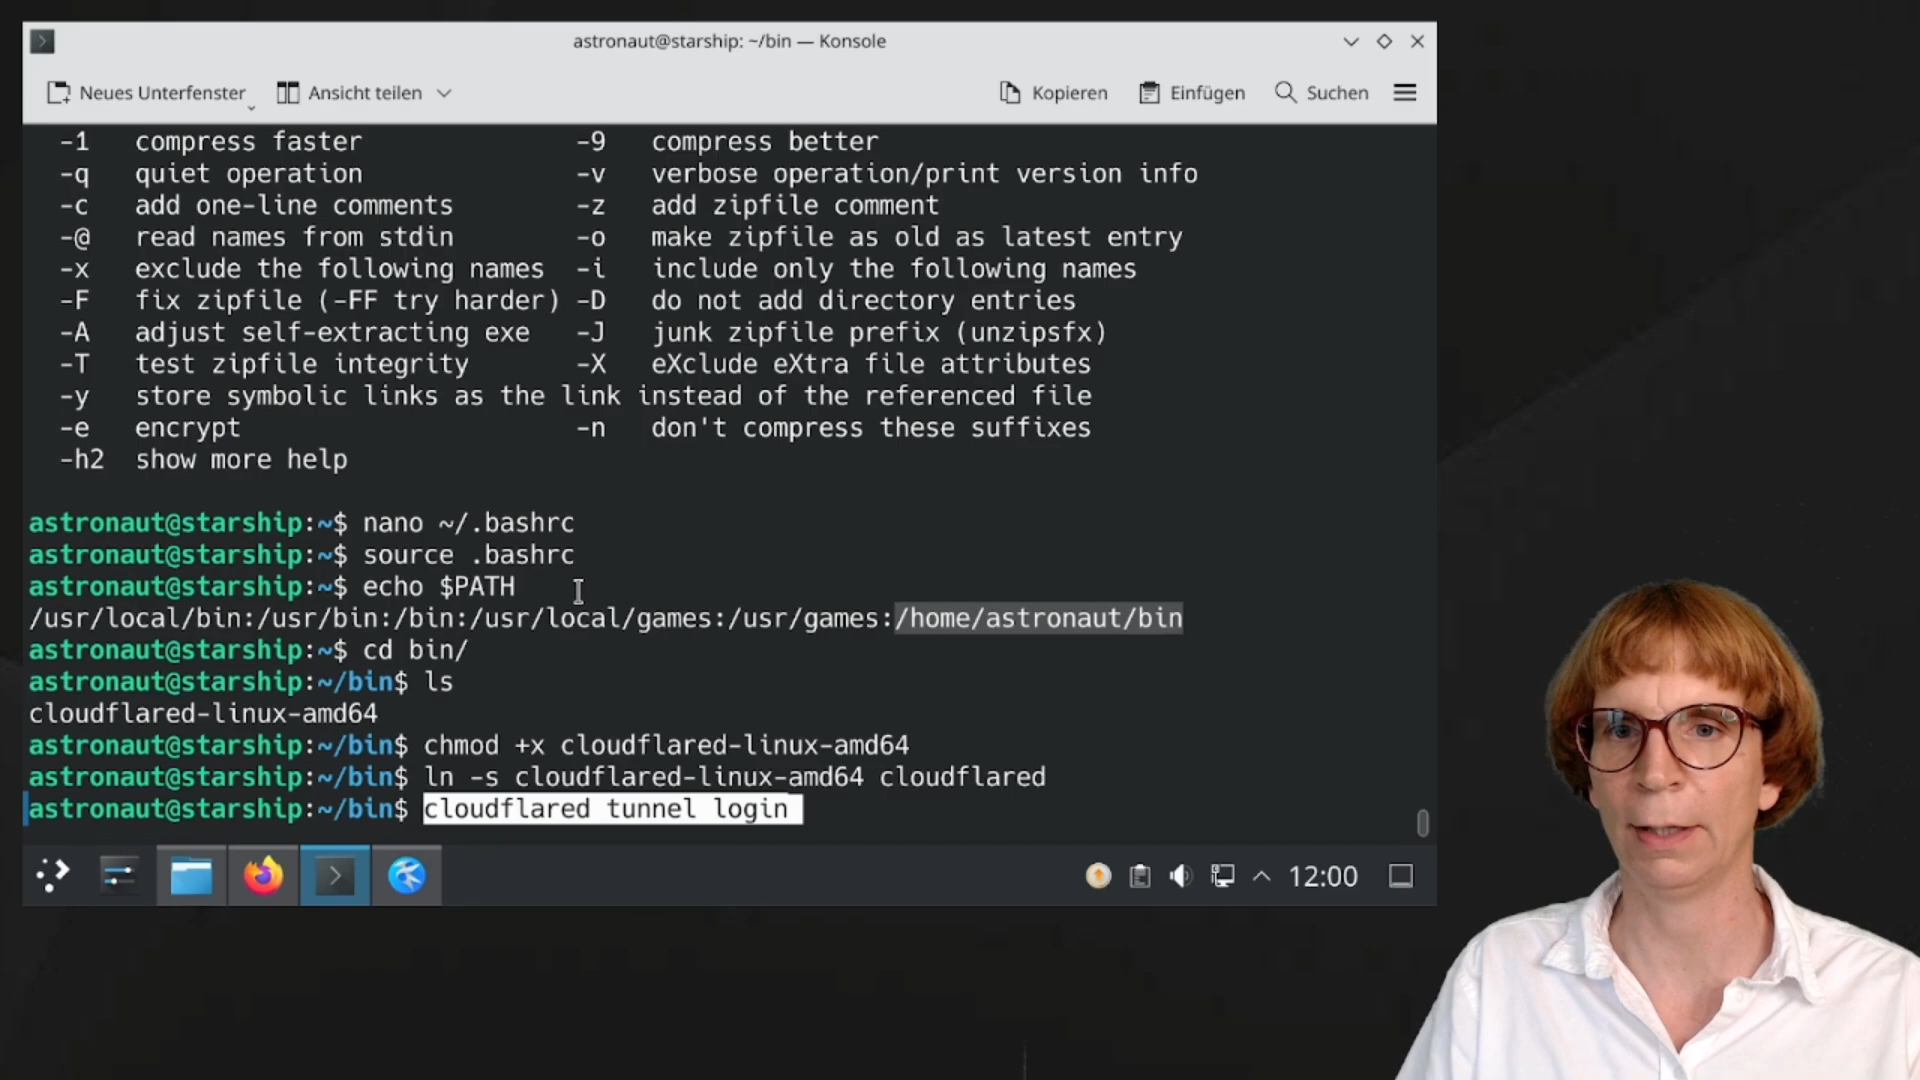 astronaut@starship: ~/bin — Konsole
Neues Unterfenster Ansicht teilen Kopieren Einfügen Suchen
-1 compress faster -9 compress better
-q quiet operation -v verbose operation/print version info
-c add one-line comments -z add zipfile comment
-@ read names from stdin -o make zipfile as old as latest entry
-x exclude the following names -i include only the following names
-F fix zipfile (-FF try harder) -D do not add directory entries
-A adjust self-extracting exe -J junk zipfile prefix (unzipsfx)
-T test zipfile integrity -X eXclude eXtra file attributes
-y store symbolic links as the link instead of the referenced file
-e encrypt -n don't compress these suffixes
-h2 show more help
astronaut@starship:~$ nano ~/.bashrc
astronaut@starship:~$ source .bashrc
astronaut@starship:~$ echo $PATH
/usr/local/bin:/usr/bin:/bin:/usr/local/games:/usr/games:/home/astronaut/bin
astronaut@starship:~$ cd bin/
astronaut@starship:~/bin$ ls
cloudflared-linux-amd64
astronaut@starship:~/bin$ chmod +x cloudflared-linux-amd64
astronaut@starship:~/bin$ ln -s cloudflared-linux-amd64 cloudflared
astronaut@starship:~/bin$ cloudflared tunnel login
12:00